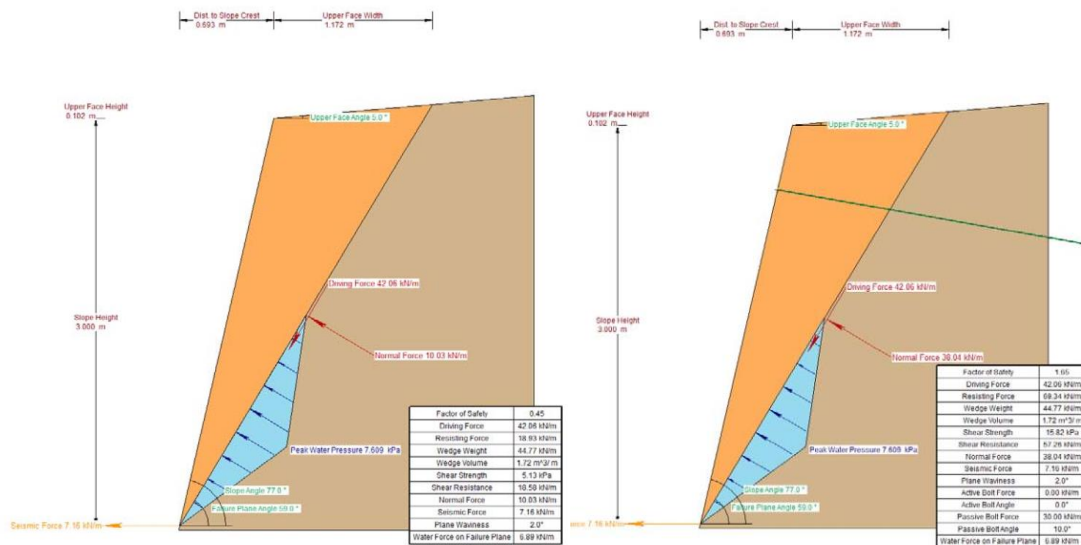 Dist. to Slope Crest
0.693 m
Upper Face Width
1.172 m
Upper Face Height
0.102 m
Upper Face Angle 5.0 °
Slope Height
3.000 m
Driving Force 42.06 kN/m
Normal Force 10.03 kN/m
Peak Water Pressure 7.609 kPa
Slope Angle 77.0 °
Failure Plane Angle 59.0 °
Seismic Force 7.16 kN/m
Factor of Safety 0.45
Driving Force 42.06 kN/m
Resisting Force 18.93 kN/m
Wedge Weight 44.77 kN/m
Wedge Volume 1.72 m^3/ m
Shear Strength 5.13 kPa
Shear Resistance 18.58 kN/m
Normal Force 10.03 kN/m
Seismic Force 7.16 kN/m
Plane Waviness 2.0°
Water Force on Failure Plane 6.89 kN/m
Dist. to Slope Crest
0.693 m
Upper Face Width
1.172 m
Upper Face Height
0.102 m
Upper Face Angle 5.0 °
Slope Height
3.000 m
Driving Force 42.06 kN/m
Normal Force 38.04 kN/m
Peak Water Pressure 7.609 kPa
Slope Angle 77.0 °
Failure Plane Angle 59.0 °
7.16 kN/m
Factor of Safety 1.65
Driving Force 42.06 kN/m
Resisting Force 69.34 kN/m
Wedge Weight 44.77 kN/m
Wedge Volume 1.72 m^3/ m
Shear Strength 15.82 kPa
Shear Resistance 57.26 kN/m
Normal Force 38.04 kN/m
Seismic Force 7.16 kN/m
Plane Waviness 2.0°
Active Bolt Force 0.00 kN/m
Active Bolt Angle 0.0°
Passive Bolt Force 30.00 kN/m
Passive Bolt Angle 10.0°
Water Force on Failure Plane 6.89 kN/m